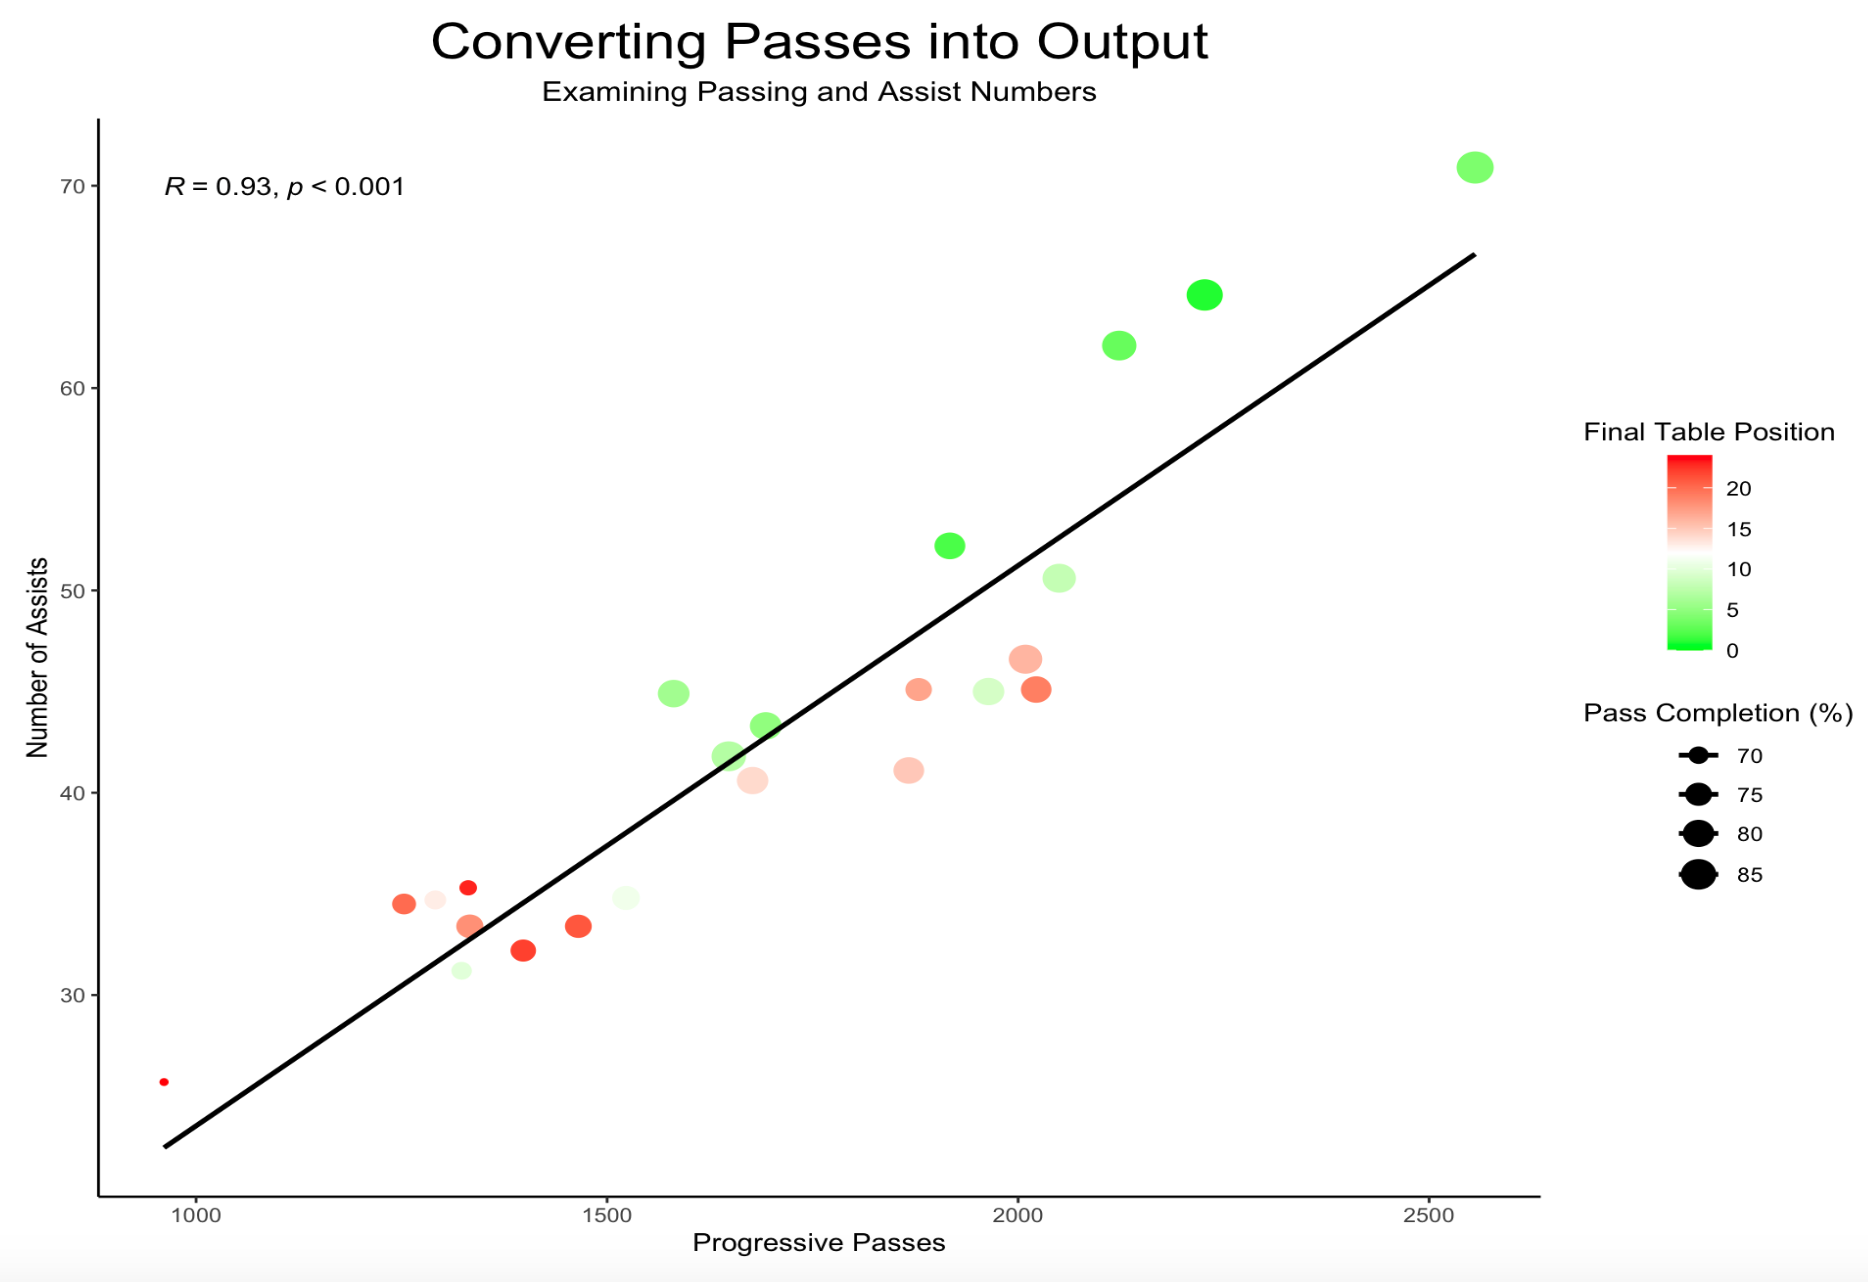 Converting Passes into Output
Examining Passing and Assist Numbers
R = 0.93, p < 0.001
Number of Assists
70
60
50
40
30
1000
1500
2000
2500
Progressive Passes
Final Table Position
20
15
10
5
0
Pass Completion (%)
70
75
80
85